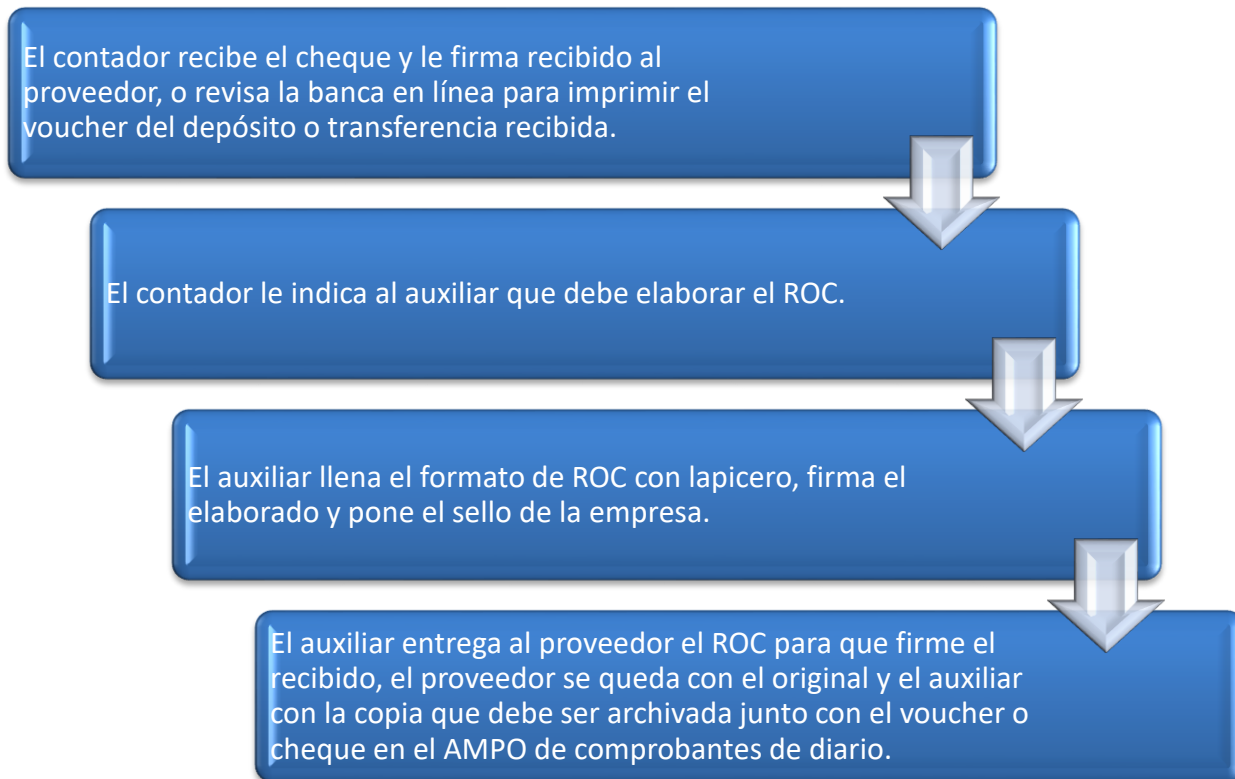 El contador recibe el cheque y le firma recibido al
proveedor, o revisa la banca en línea para imprimir el
voucher del depósito o transferencia recibida.
El contador le indica al auxiliar que debe elaborar el ROC.
El auxiliar llena el formato de ROC con lapicero, firma el
elaborado y pone el sello de la empresa.
El auxiliar entrega al proveedor el ROC para que firme el
recibido, el proveedor se queda con el original y el auxiliar
con la copia que debe ser archivada junto con el voucher o
cheque en el AMPO de comprobantes de diario.